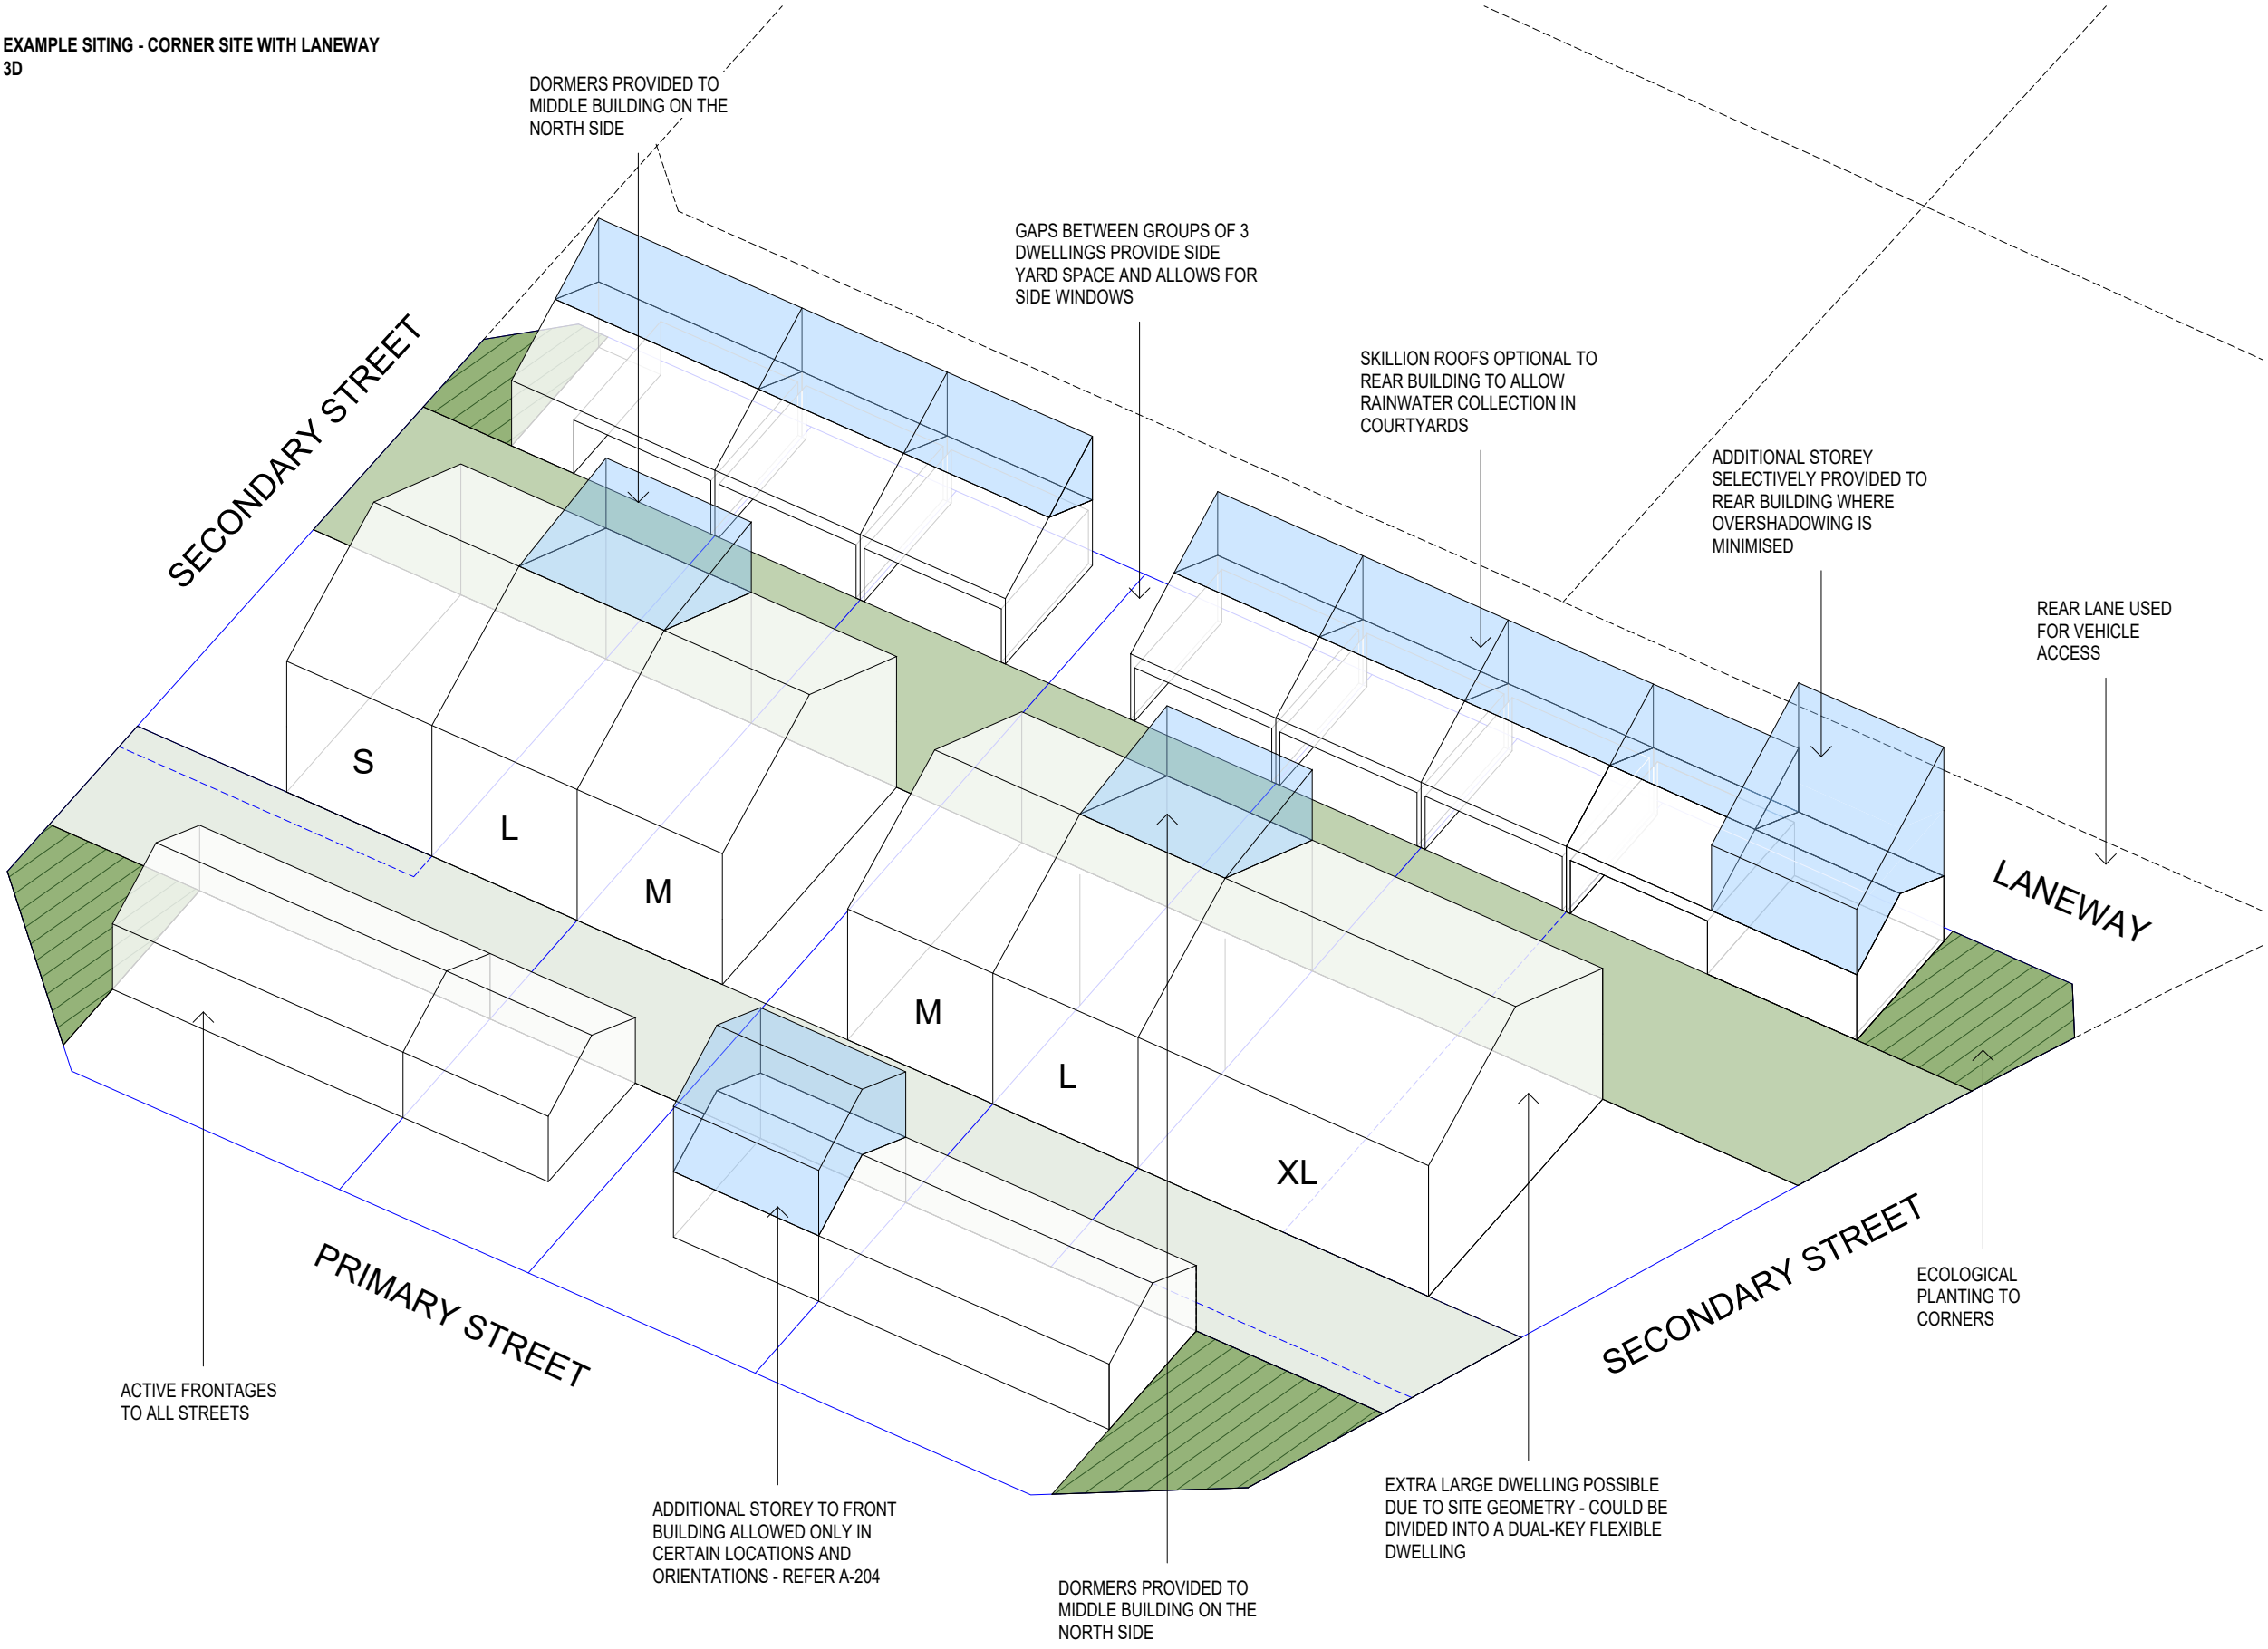 EXAMPLE SITING - CORNER SITE WITH LANEWAY
3D
DORMERS PROVIDED TO
MIDDLE BUILDING ON THE
NORTH SIDE
GAPS BETWEEN GROUPS OF 3
DWELLINGS PROVIDE SIDE
YARD SPACE AND ALLOWS FOR
SIDE WINDOWS
SKILLION ROOFS OPTIONAL TO
REAR BUILDING TO ALLOW
RAINWATER COLLECTION IN
COURTYARDS
ADDITIONAL STOREY
SELECTIVELY PROVIDED TO
REAR BUILDING WHERE
OVERSHADOWING IS
MINIMISED
REAR LANE USED
FOR VEHICLE
ACCESS
SECONDARY STREET
S
L
M
M
L
XL
LANEWAY
PRIMARY STREET
SECONDARY STREET
ECOLOGICAL
PLANTING TO
CORNERS
ACTIVE FRONTAGES
TO ALL STREETS
ADDITIONAL STOREY TO FRONT
BUILDING ALLOWED ONLY IN
CERTAIN LOCATIONS AND
ORIENTATIONS - REFER A-204
DORMERS PROVIDED TO
MIDDLE BUILDING ON THE
NORTH SIDE
EXTRA LARGE DWELLING POSSIBLE
DUE TO SITE GEOMETRY - COULD BE
DIVIDED INTO A DUAL-KEY FLEXIBLE
DWELLING